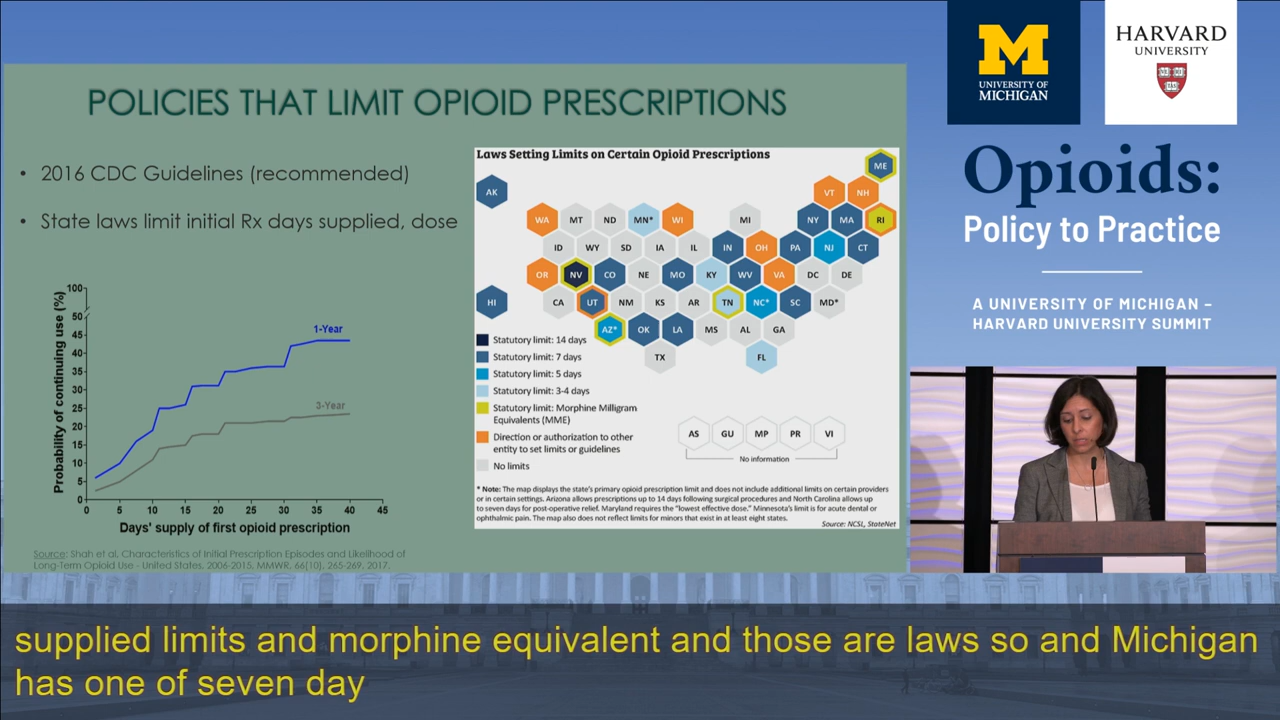 POLICIES THAT LIMIT OPIOID PRESCRIPTIONS
• 2016 CDC Guidelines (recommended)
• State laws limit initial Rx days supplied, dose
Probability of continuing use (%)
100
50
45
40
35
30
25
20
15
10
5
0
1-Year
3-Year
0 5 10 15 20 25 30 35 40 45
Days' supply of first opioid prescription
Source: Shah et al. Characteristics of Initial Prescription Episodes and Likelihood of
Long-Term Opioid Use - United States, 2006-2015. MMWR, 66(10), 265-269, 2017.
Laws Setting Limits on Certain Opioid Prescriptions
ME
AK VT NH
WA MT ND MN* WI MI NY MA RI
ID WY SD IA IL IN OH PA NJ CT
OR NV CO NE MO KY WV VA DC DE
HI CA UT NM KS AR TN NC* SC MD*
AZ* OK LA MS AL GA
TX FL
Statutory limit: 14 days
Statutory limit: 7 days
Statutory limit: 5 days
Statutory limit: 3-4 days
Statutory limit: Morphine Milligram
Equivalents (MME)
Direction or authorization to other
entity to set limits or guidelines
No limits
AS GU MP PR VI
No information
* Note: The map displays the state's primary opioid prescription limit and does not include additional limits on certain providers
or in certain settings. Arizona allows prescriptions up to 14 days following surgical procedures and North Carolina allows up
to seven days for post-operative relief. Maryland requires the "lowest effective dose." Minnesota's limit is for acute dental or
ophthalmic pain. The map also does not reflect limits for minors that exist in at least eight states.
Source: NCSL, StateNet
M
UNIVERSITY OF
MICHIGAN
HARVARD
UNIVERSITY
Opioids:
Policy to Practice
A UNIVERSITY OF MICHIGAN –
HARVARD UNIVERSITY SUMMIT
supplied limits and morphine equivalent and those are laws so and Michigan
has one of seven day